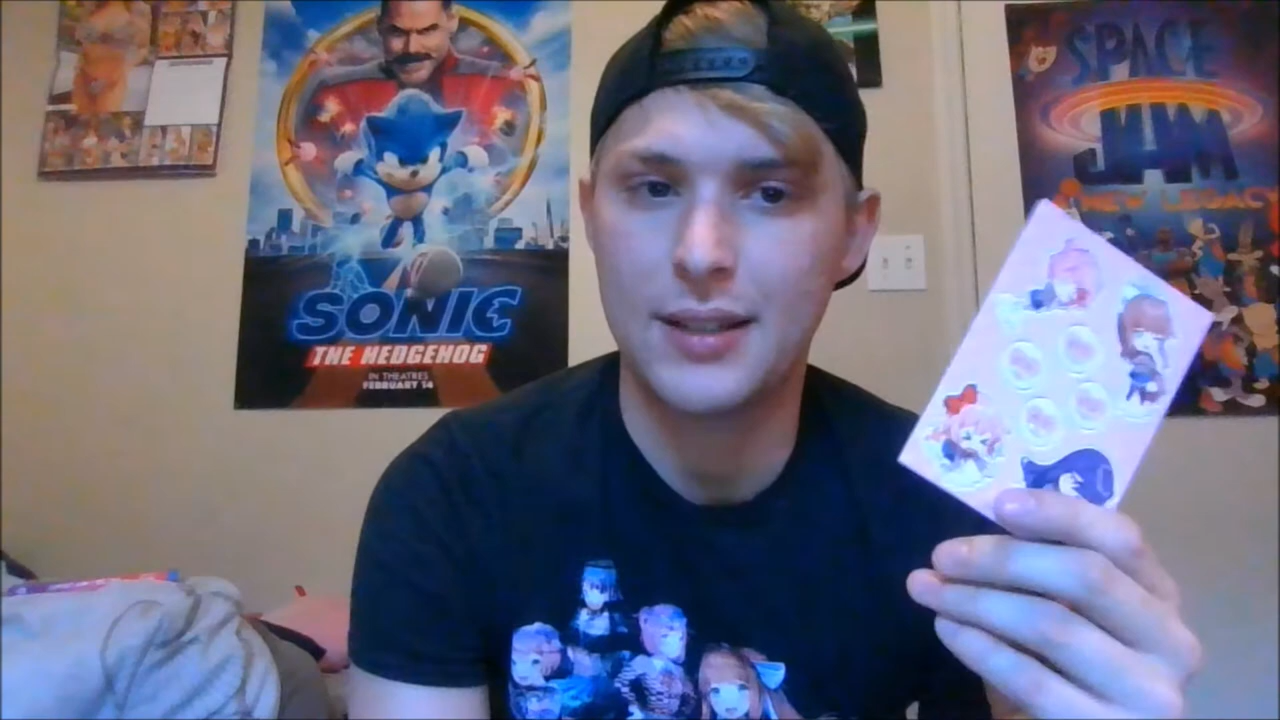 SONIC
THE HEDGEHOG
IN THEATRES
FEBRUARY 14
SPACE
JAM
A NEW LEGACY